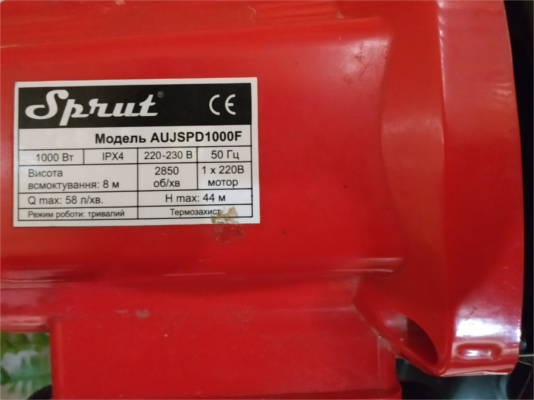 Sprut® CE
Модель AUJSPD1000F
1000 Вт IPX4 220-230 В 50 Гц
Висота всмоктування: 8 м 2850 об/хв 1 x 220В мотор
Q max: 58 л/хв. H max: 44 м
Режим роботи: тривалий Термозахист